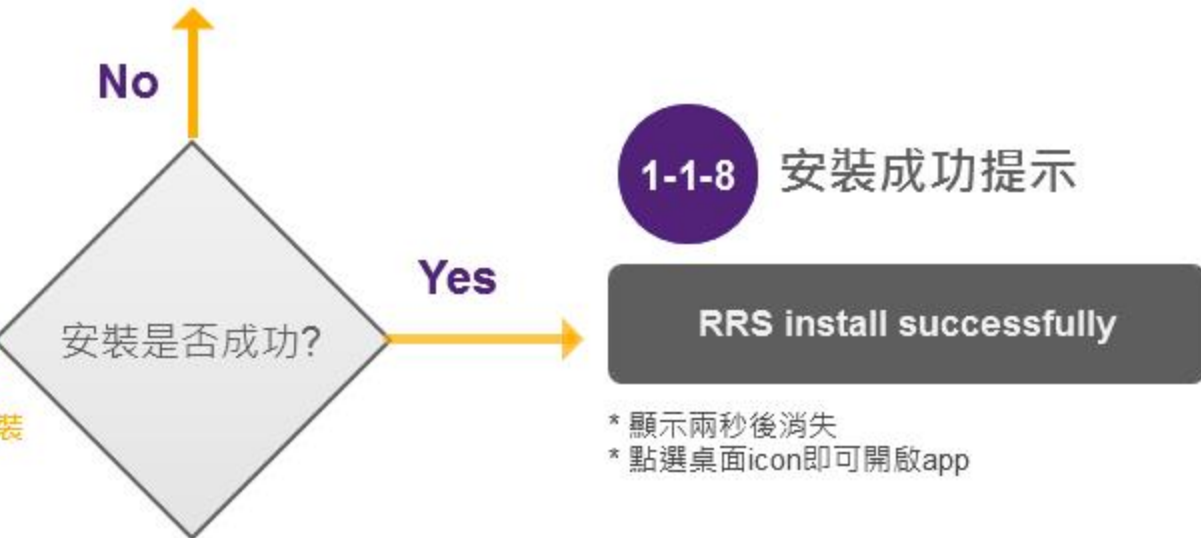 No
1-1-8
安裝成功提示
Yes
RRS install successfully
安裝是否成功?
* 顯示兩秒後消失
裝
* 點選桌面icon即可開啟app